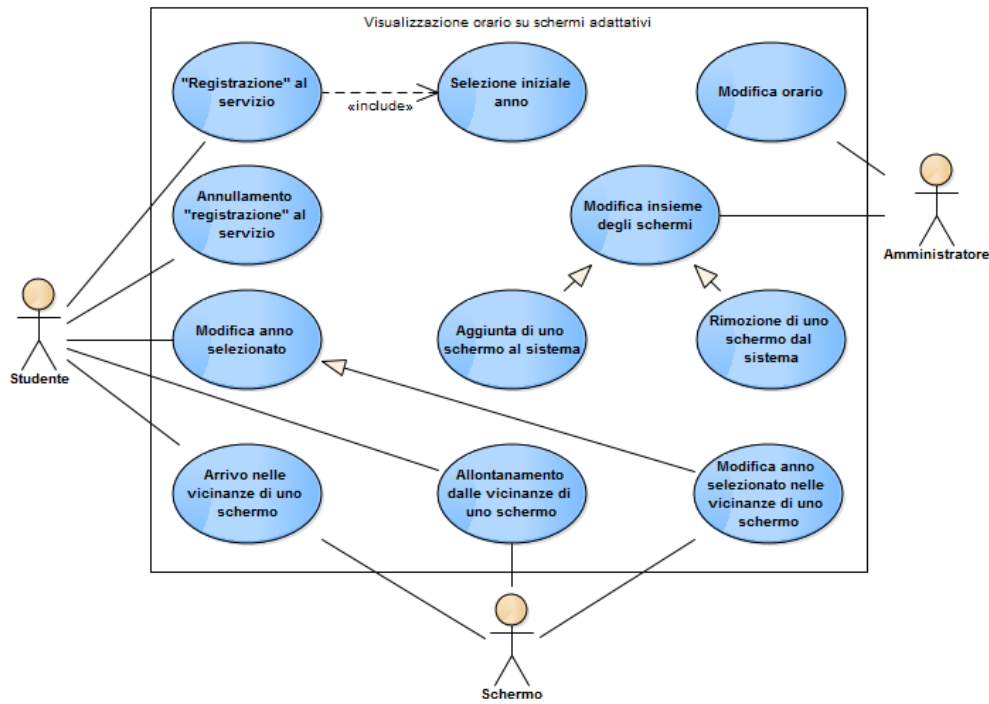 Visualizzazione orario su schermi adattativi
"Registrazione" al
servizio
«include»
Selezione iniziale
anno
Modifica orario
Annullamento
"registrazione" al
servizio
Modifica insieme
degli schermi
Amministratore
Studente
Modifica anno
selezionato
Aggiunta di uno
schermo al sistema
Rimozione di uno
schermo dal
sistema
Arrivo nelle
vicinanze di uno
schermo
Allontanamento
dalle vicinanze di
uno schermo
Modifica anno
selezionato nelle
vicinanze di uno
schermo
Schermo